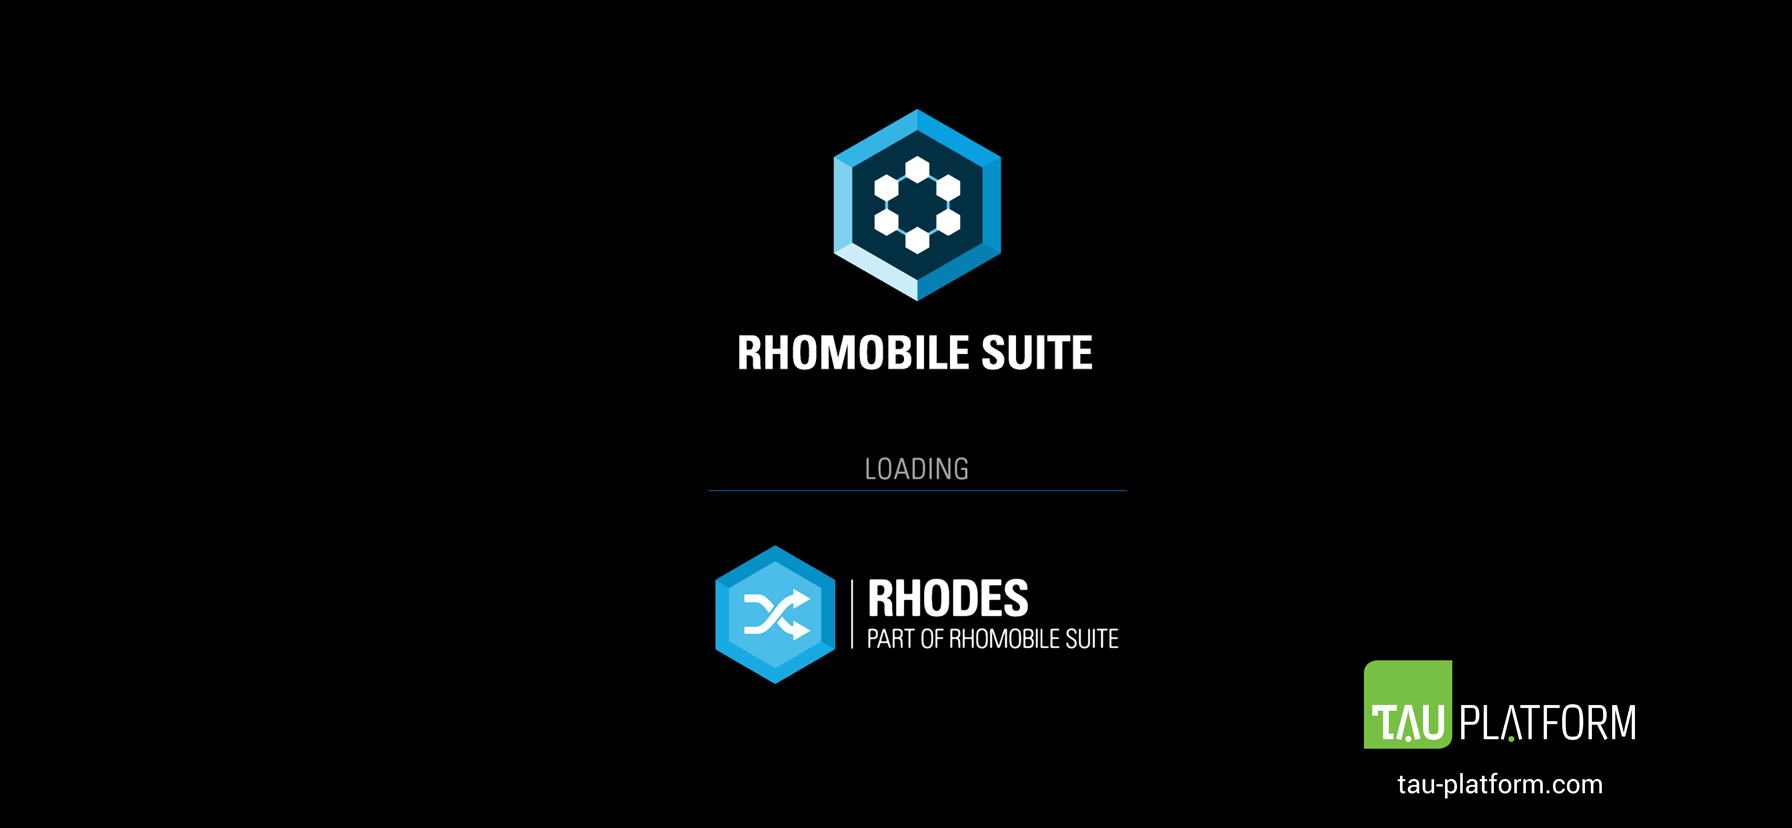 RHOMOBILE SUITE
LOADING
RHODES
PART OF RHOMOBILE SUITE
TAU PLATFORM
tau-platform.com